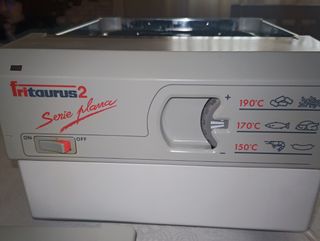 fritaurus2
Serie plana
ON
OFF
+
190°C
170°C
150°C
-